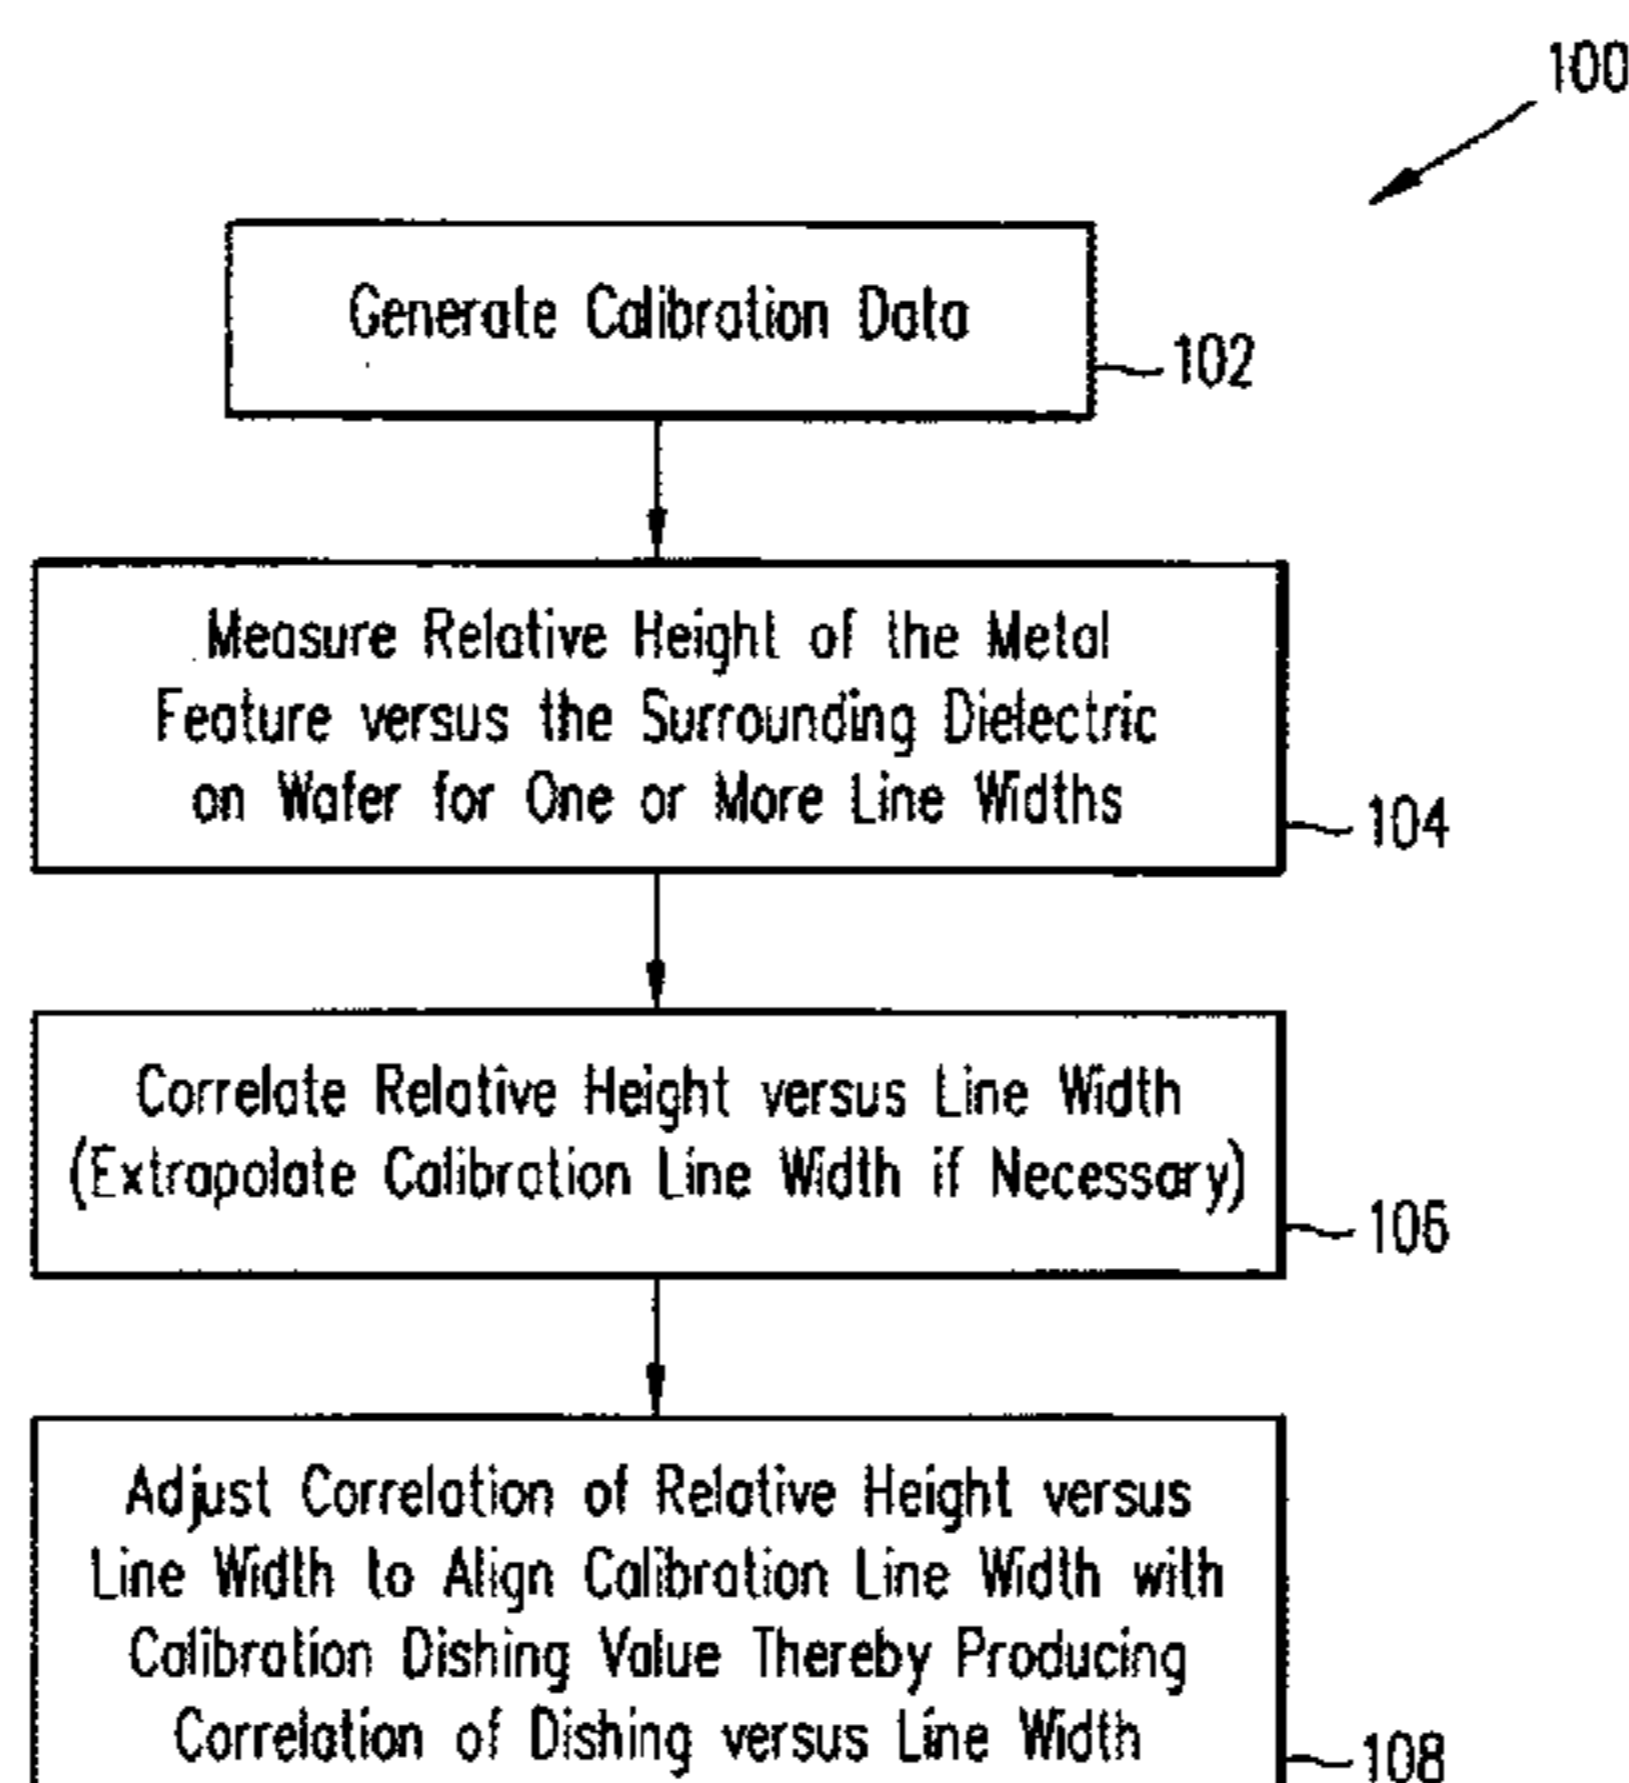 100
Generate Calibration Data
102
Measure Relative Height of the Metal
Feature versus the Surrounding Dielectric
on Wafer for One or More Line Widths
104
Correlate Relative Height versus Line Width
(Extrapolate Calibration Line Width if Necessary)
106
Adjust Correlation of Relative Height versus
Line Width to Align Calibration Line Width with
Calibration Dishing Value Thereby Producing
Correlation of Dishing versus Line Width
108